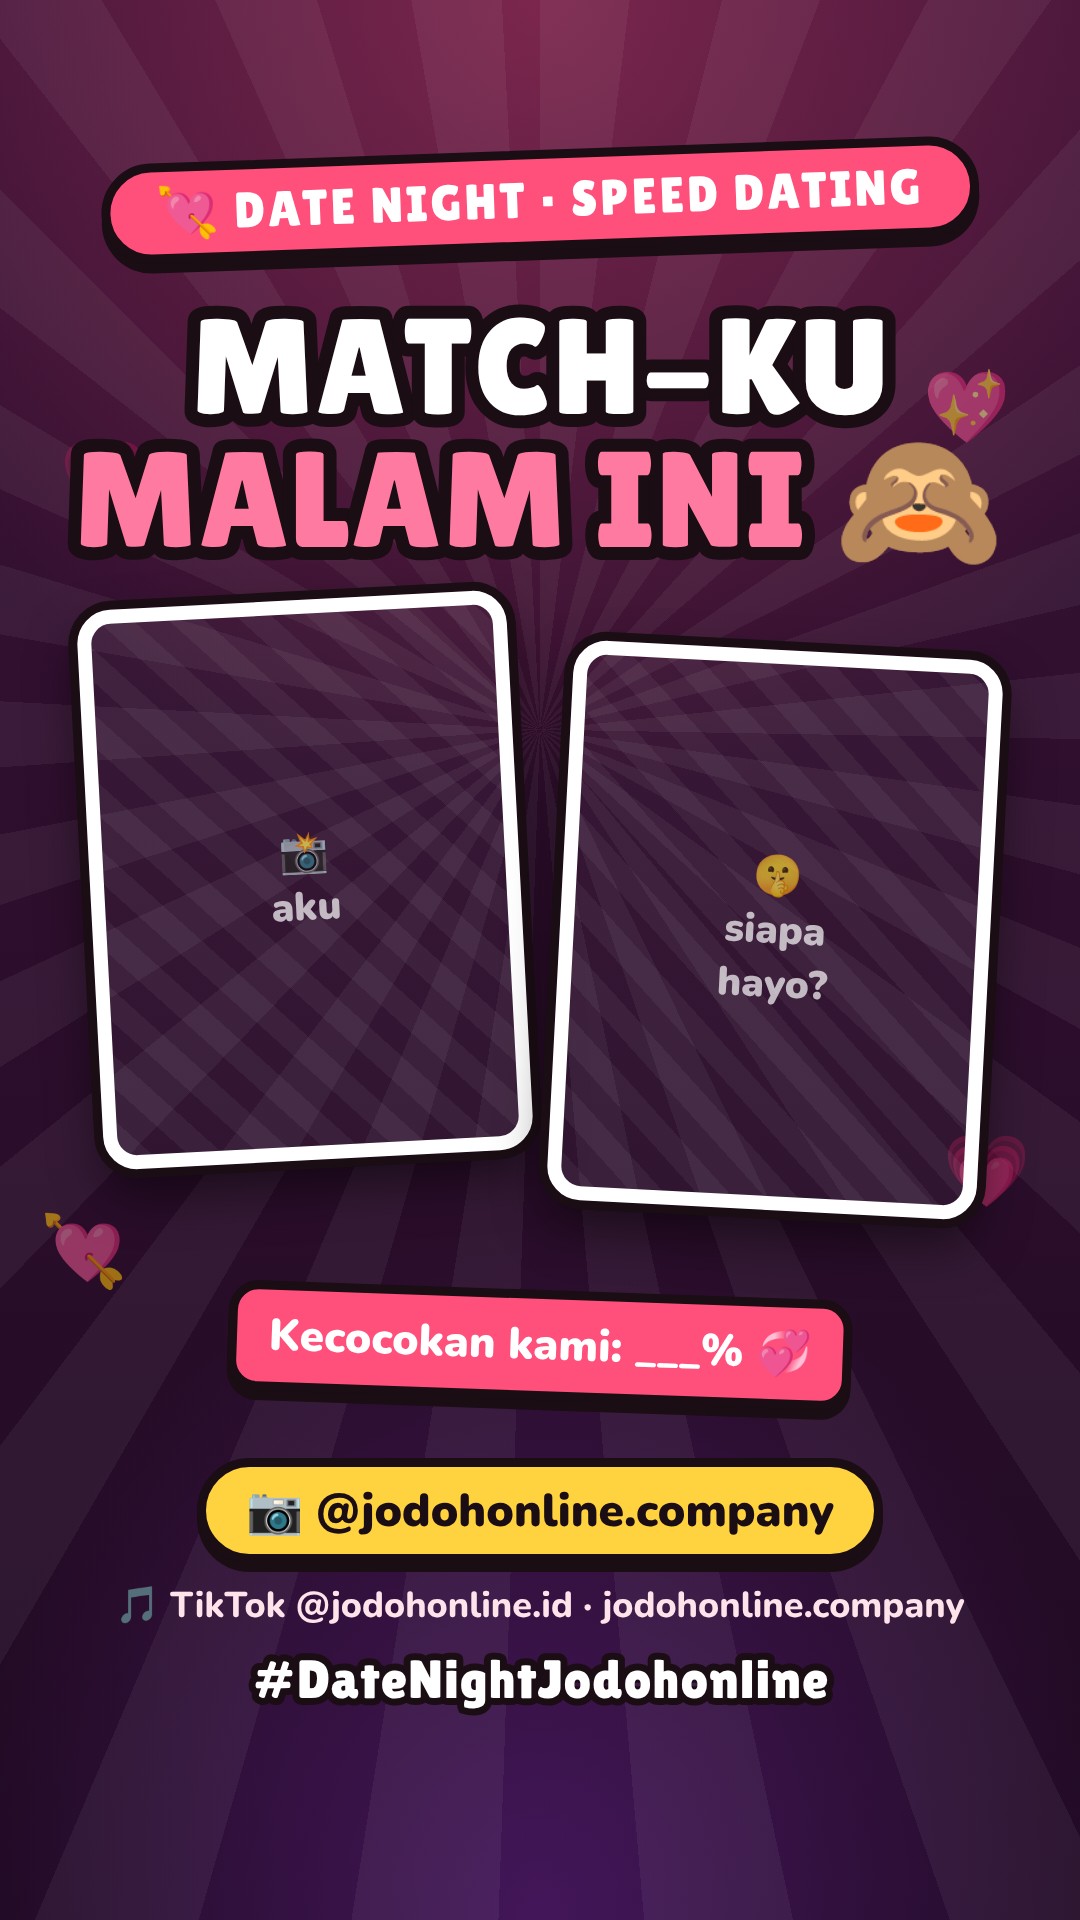 💘 DATE NIGHT · SPEED DATING
MATCH-KU
MALAM INI 🙈
📸
aku
🤫
siapa
hayo?
Kecocokan kami: ___% 💞
📷 @jodohonline.company
🎵 TikTok @jodohonline.id · jodohonline.company
#DateNightJodohonline